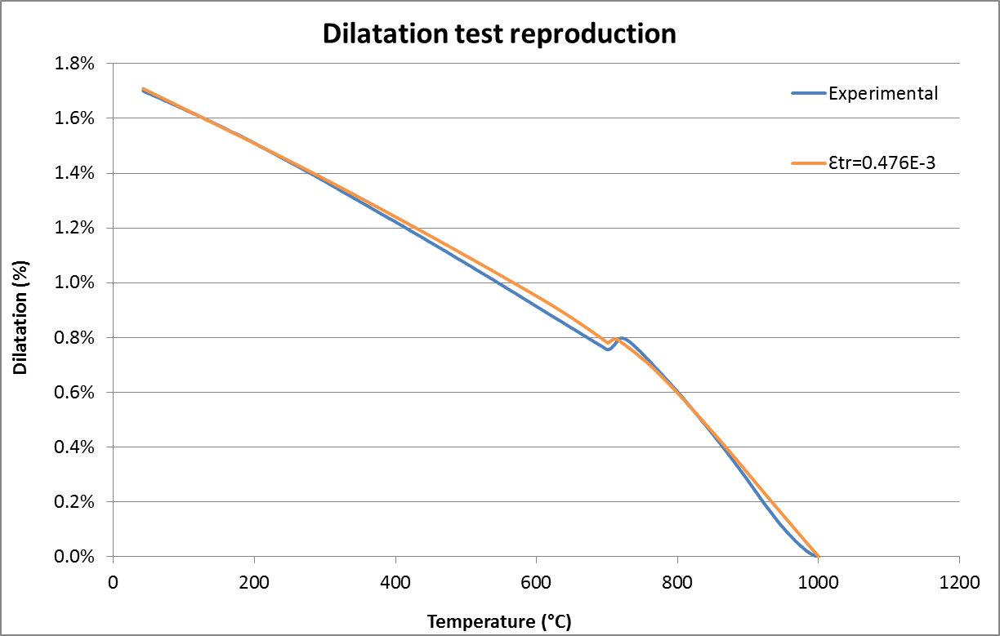 Dilatation test reproduction
1.8%
1.6%
1.4%
1.2%
1.0%
0.8%
0.6%
0.4%
0.2%
0.0%
Dilatation (%)
Experimental
Ɛtr=0.476E-3
0 200 400 600 800 1000 1200
Temperature (°C)